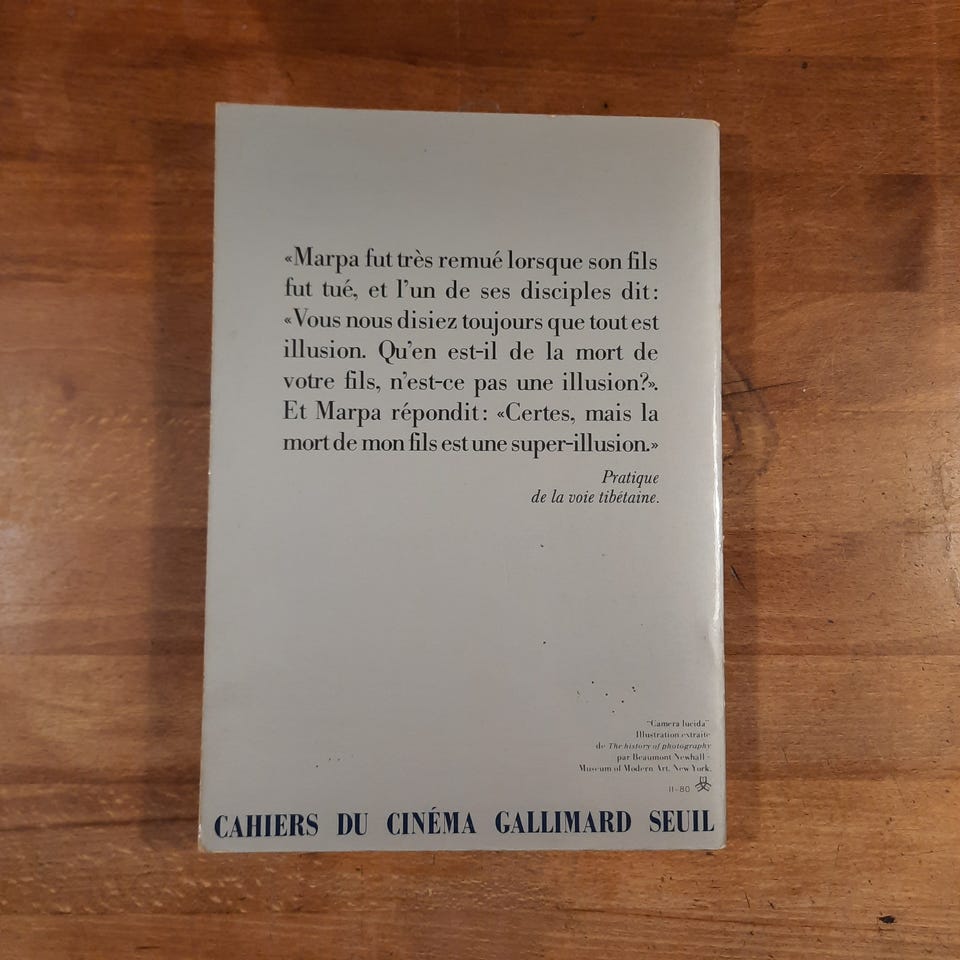 «Marpa fut très remué lorsque son fils
fut tué, et l'un de ses disciples dit:
«Vous nous disiez toujours que tout est
illusion. Qu'en est-il de la mort de
votre fils, n'est-ce pas une illusion?».
Et Marpa répondit: «Certes, mais la
mort de mon fils est une super-illusion.»
Pratique
de la voie tibétaine.
"Camera lucida"
Illustration extraite
de The history of photography
par Beaumont Newhall -
Museum of Modern Art. New York.
11-80
CAHIERS DU CINÉMA GALLIMARD SEUIL